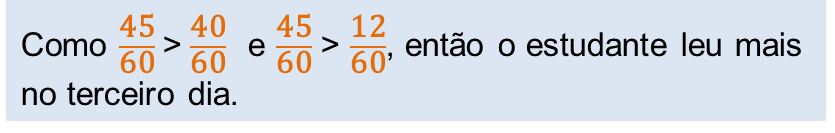 Como 45/60 > 40/60 e 45/60 > 12/60, então o estudante leu mais
no terceiro dia.